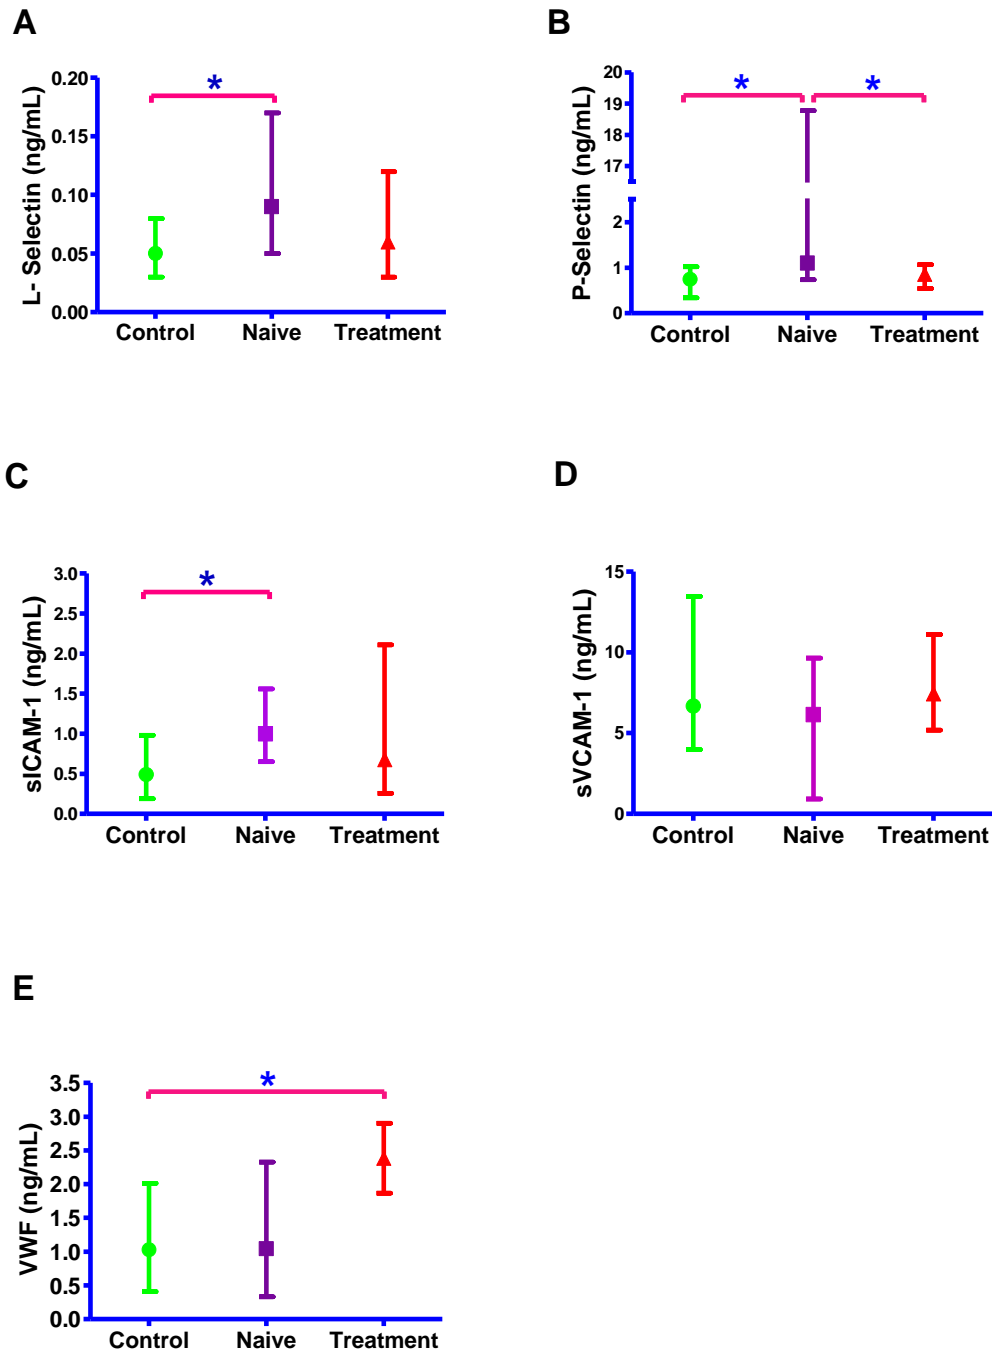 A
L- Selectin (ng/mL)
0.20
*
0.15
0.10
0.05
0.00
Control Naive Treatment
B
P-Selectin (ng/mL)
20
* *
19
18
17
2
1
0
Control Naive Treatment
C
sICAM-1 (ng/mL)
3.0
*
2.5
2.0
1.5
1.0
0.5
0.0
Control Naive Treatment
D
sVCAM-1 (ng/mL)
15
10
5
0
Control Naive Treatment
E
VWF (ng/mL)
3.5
*
3.0
2.5
2.0
1.5
1.0
0.5
0.0
Control Naive Treatment